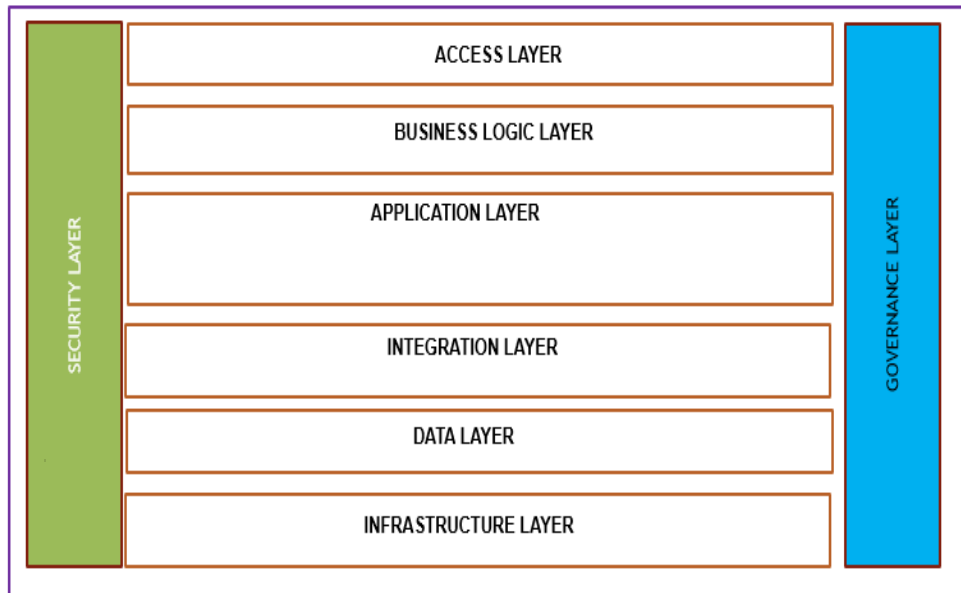 ACCESS LAYER
BUSINESS LOGIC LAYER
APPLICATION LAYER
INTEGRATION LAYER
DATA LAYER
INFRASTRUCTURE LAYER
SECURITY LAYER
GOVERNANCE LAYER